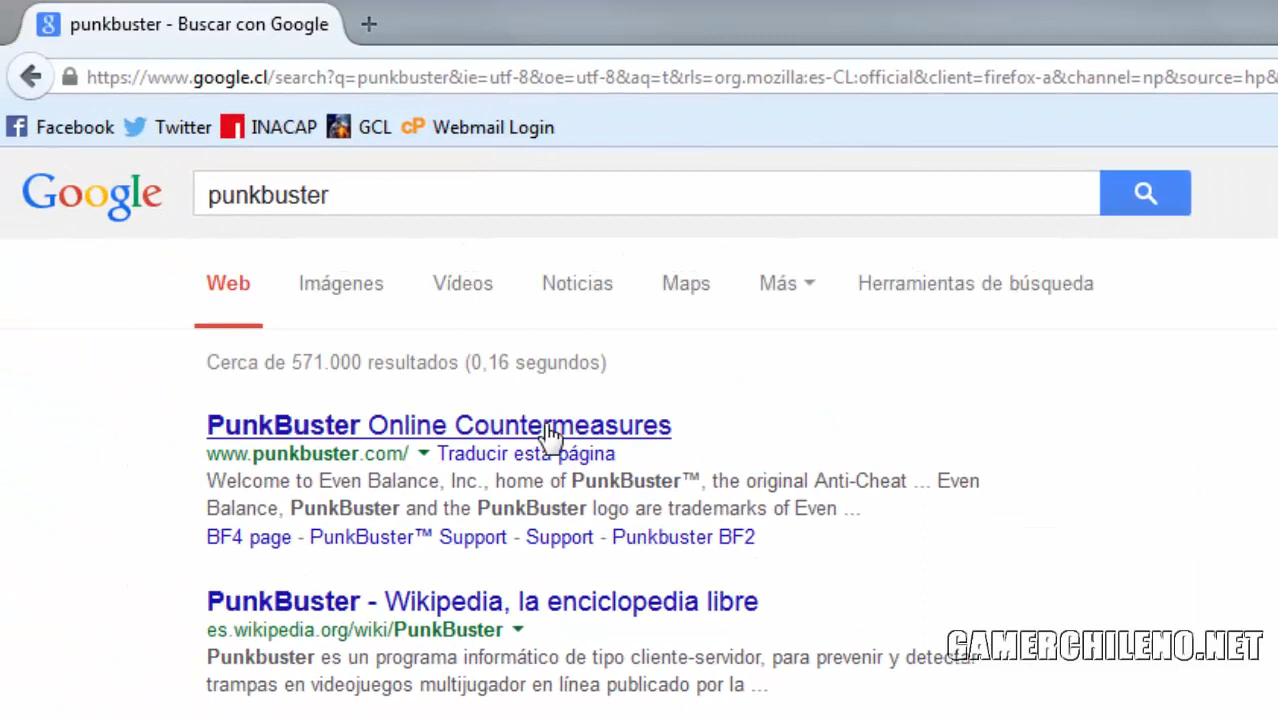 punkbuster - Buscar con Google
https://www.google.cl/search?q=punkbuster&ie=utf-8&oe=utf-8&aq=t&rls=org.mozilla:es-CL:official&client=firefox-a&channel=np&source=hp&
Facebook Twitter INACAP GCL cP Webmail Login
Google punkbuster
Web Imágenes Vídeos Noticias Maps Más Herramientas de búsqueda
Cerca de 571.000 resultados (0,16 segundos)
PunkBuster Online Countermeasures
www.punkbuster.com/ Traducir esta página
Welcome to Even Balance, Inc., home of PunkBuster™, the original Anti-Cheat ... Even
Balance, PunkBuster and the PunkBuster logo are trademarks of Even ...
BF4 page - PunkBuster™ Support - Support - Punkbuster BF2
PunkBuster - Wikipedia, la enciclopedia libre
es.wikipedia.org/wiki/PunkBuster
Punkbuster es un programa informático de tipo cliente-servidor, para prevenir y detectar
trampas en videojuegos multijugador en línea publicado por la ...
GAMERCHILENO.NET